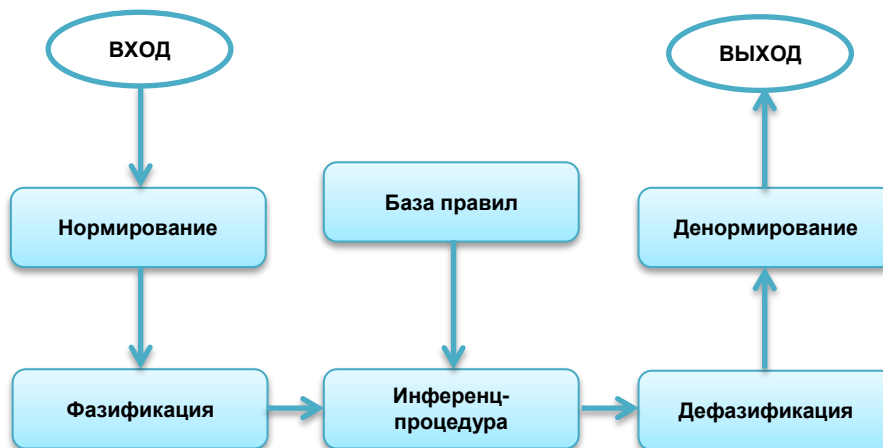 ВХОД
ВЫХОД
Нормирование
База правил
Денормирование
Фазификация
Инференц-
процедура
Дефазификация